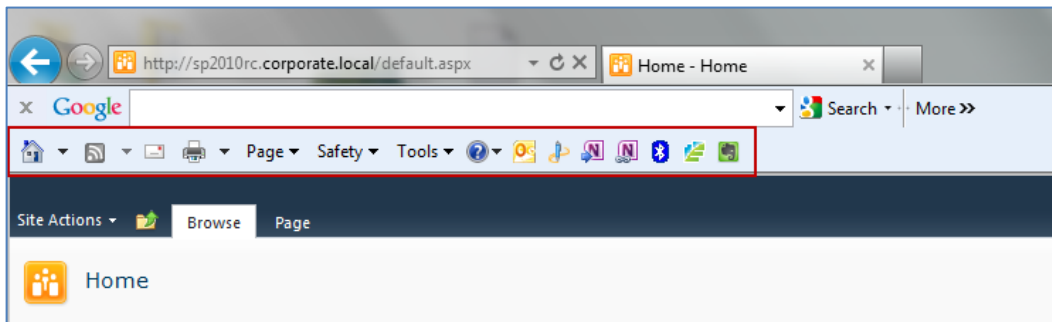 http://sp2010rc.corporate.local/default.aspx Home - Home
Google Search More
Page Safety Tools
Site Actions Browse Page
Home